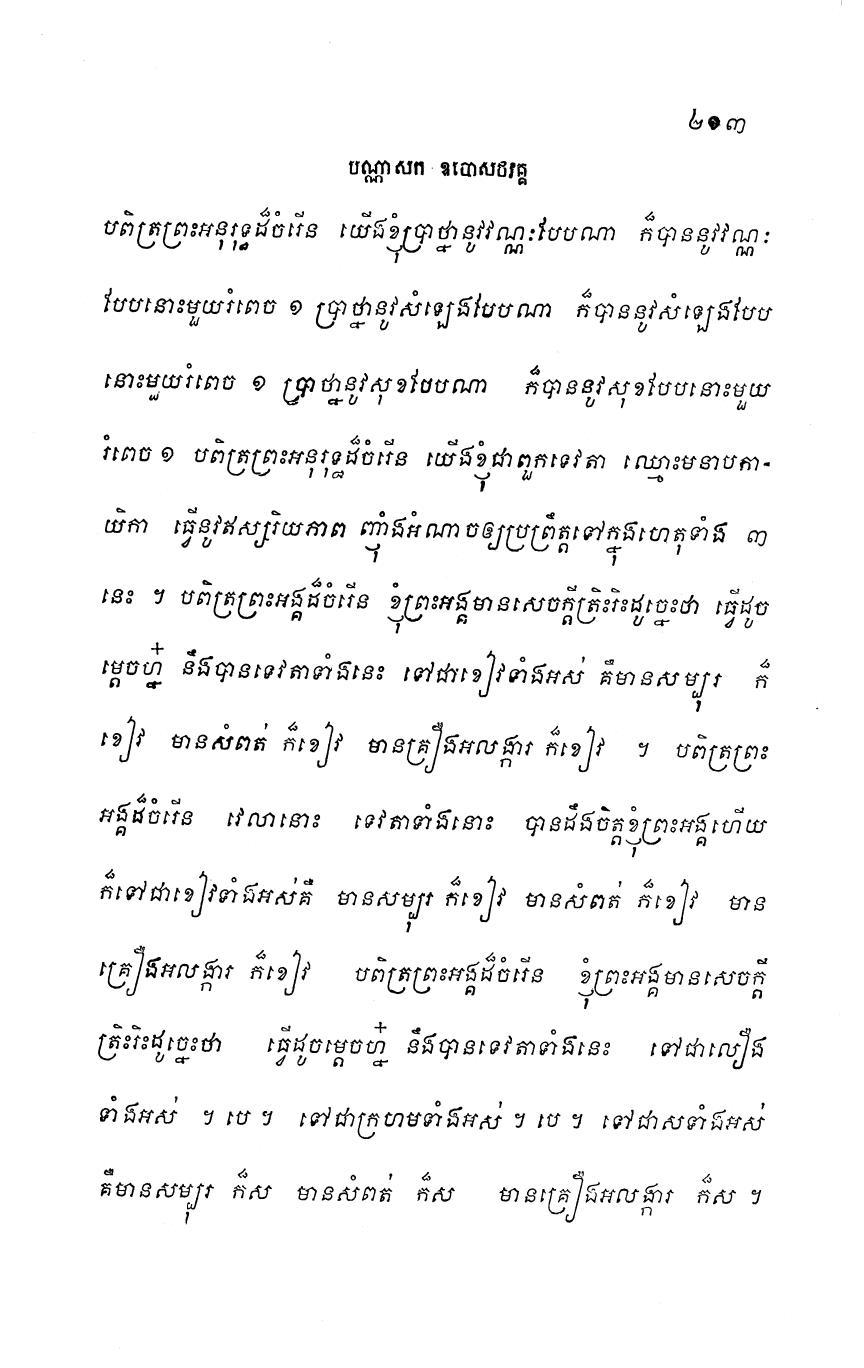 ២១៣
បណ្ណាសក ឧបោសថវគ្គ
បពិត្រព្រះអនុរុទ្ធដ៏ចំរើន យើងខ្ញុំប្រាថ្នានូវវណ្ណៈបែបណា ក៏បាននូវវណ្ណៈ
បែបនោះមួយរំពេច ១ ប្រាថ្នានូវសំឡេងបែបណា ក៏បាននូវសំឡេងបែប
នោះមួយរំពេច ១ ប្រាថ្នានូវសុខបែបណា ក៏បាននូវសុខបែបនោះមួយ
រំពេច ១ បពិត្រព្រះអនុរុទ្ធដ៏ចំរើន យើងខ្ញុំជាពួកទេវតា ឈ្មោះមនាបកា-
យិកា ធ្វើនូវឥស្សរិយភាព ញ៉ាំងអំណាចឲ្យប្រព្រឹត្តទៅក្នុងហេតុទាំង ៣
នេះ ។ បពិត្រព្រះអង្គដ៏ចំរើន ខ្ញុំព្រះអង្គមានសេចក្តីត្រិះរិះដូច្នេះថា ធ្វើដូច
ម្តេចហ្ន៎ នឹងបានទេវតាទាំងនេះ ទៅជាខៀវទាំងអស់ គឺមានសម្បុរ ក៏
ខៀវ មានសំពត់ ក៏ខៀវ មានគ្រឿងអលង្ការ ក៏ខៀវ ។ បពិត្រព្រះ
អង្គដ៏ចំរើន វេលានោះ ទេវតាទាំងនោះ បានដឹងចិត្តខ្ញុំព្រះអង្គហើយ
ក៏ទៅជាខៀវទាំងអស់គឺ មានសម្បុរ ក៏ខៀវ មានសំពត់ ក៏ខៀវ មាន
គ្រឿងអលង្ការ ក៏ខៀវ បពិត្រព្រះអង្គដ៏ចំរើន ខ្ញុំព្រះអង្គមានសេចក្តី
ត្រិះរិះដូច្នេះថា ធ្វើដូចម្តេចហ្ន៎ នឹងបានទេវតាទាំងនេះ ទៅជាលឿង
ទាំងអស់ ។ បេ ។ ទៅជាក្រហមទាំងអស់ ។ បេ ។ ទៅជាសទាំងអស់
គឺមានសម្បុរ ក៏ស មានសំពត់ ក៏ស មានគ្រឿងអលង្ការ ក៏ស ។